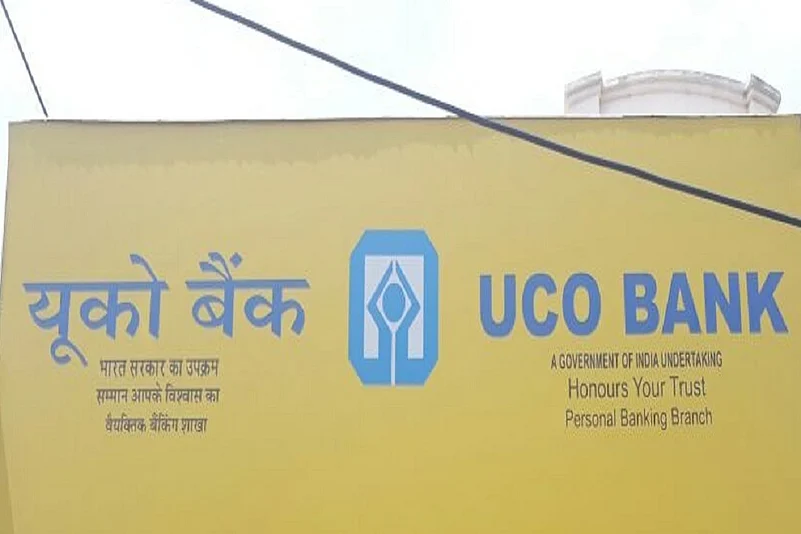 यूको बैंक
भारत सरकार का उपक्रम
सम्मान आपके विश्वास का
वैयक्तिक बैंकिंग शाखा
UCO BANK
A GOVERNMENT OF INDIA UNDERTAKING
Honours Your Trust
Personal Banking Branch